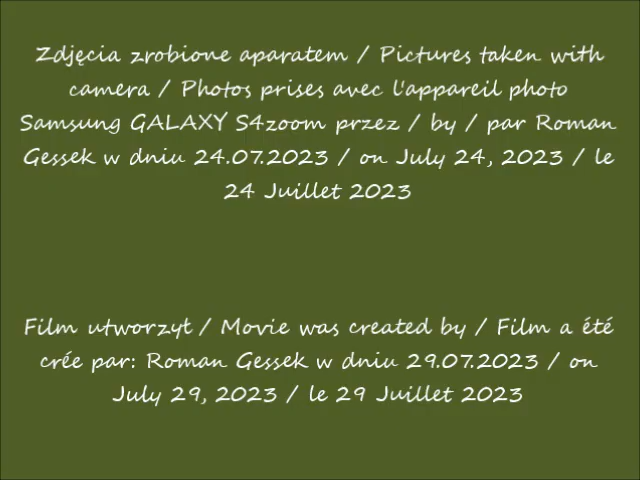 Zdjęcia zrobione aparatem / Pictures taken with
camera / Photos prises avec l'appareil photo
Samsung GALAXY S4zoom przez / by / par Roman
Gessek w dniu 24.07.2023 / on July 24, 2023 / le
24 Juillet 2023
Film utworzył / Movie was created by / Film a été
crée par: Roman Gessek w dniu 29.07.2023 / on
July 29, 2023 / le 29 Juillet 2023